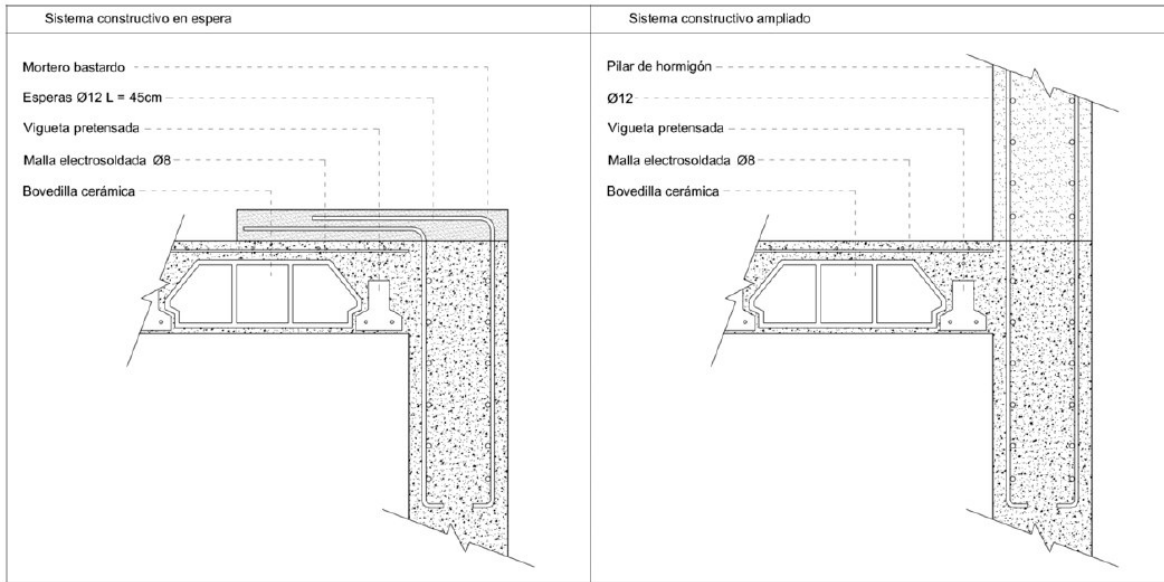 Sistema constructivo en espera
Mortero bastardo
Esperas Ø12 L = 45cm
Vigueta pretensada
Malla electrosoldada Ø8
Bovedilla cerámica
Sistema constructivo ampliado
Pilar de hormigón
Ø12
Vigueta pretensada
Malla electrosoldada Ø8
Bovedilla cerámica